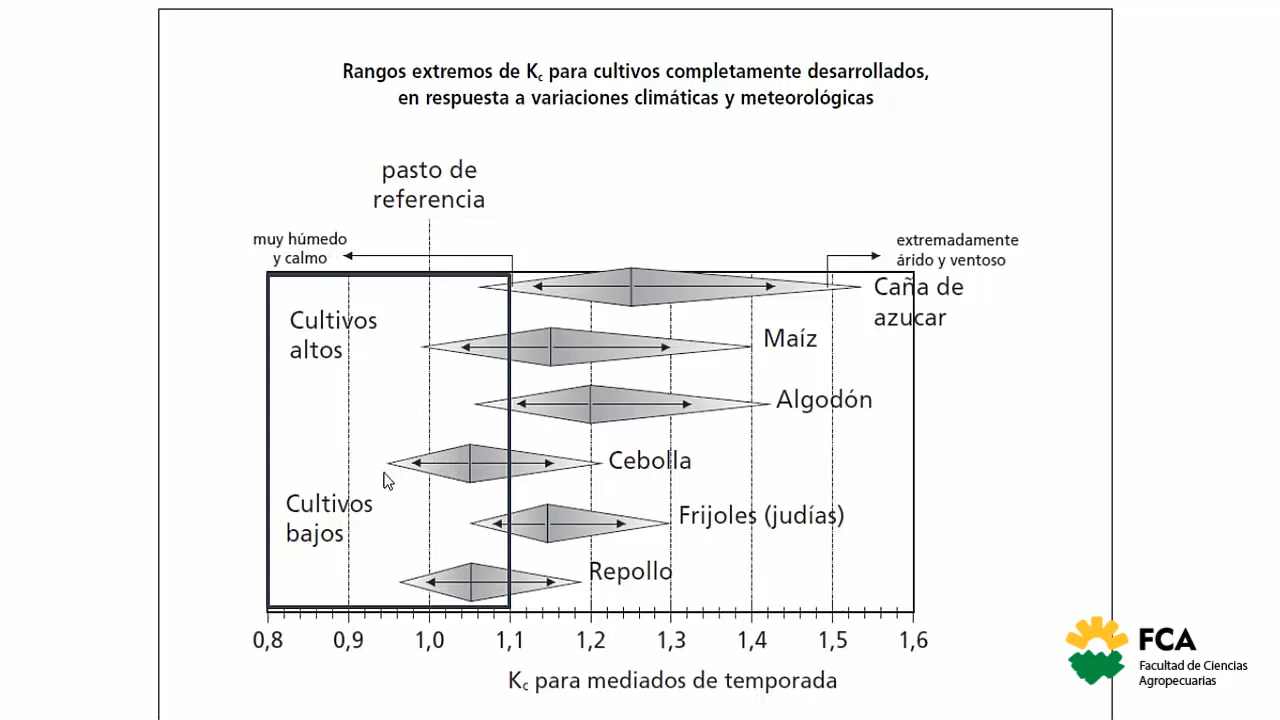 Rangos extremos de Kc para cultivos completamente desarrollados,
en respuesta a variaciones climáticas y meteorológicas
pasto de
referencia
muy húmedo
y calmo
extremadamente
árido y ventoso
Caña de
azucar
Cultivos
altos
Maíz
Algodón
Cebolla
Cultivos
bajos
Frijoles (judías)
Repollo
0,8 0,9 1,0 1,1 1,2 1,3 1,4 1,5 1,6
Kc para mediados de temporada
FCA
Facultad de Ciencias
Agropecuarias